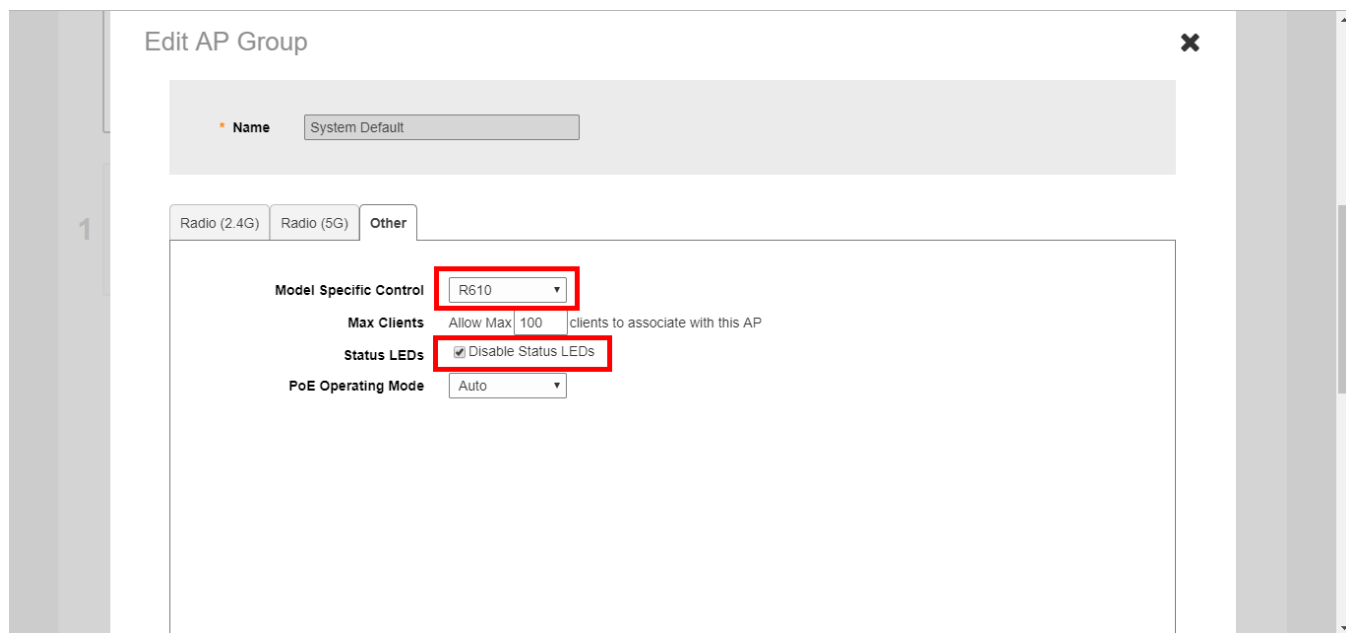 Edit AP Group
* Name System Default
Radio (2.4G) Radio (5G) Other
1
Model Specific Control R610
Max Clients Allow Max 100 clients to associate with this AP
Status LEDs Disable Status LEDs
PoE Operating Mode Auto